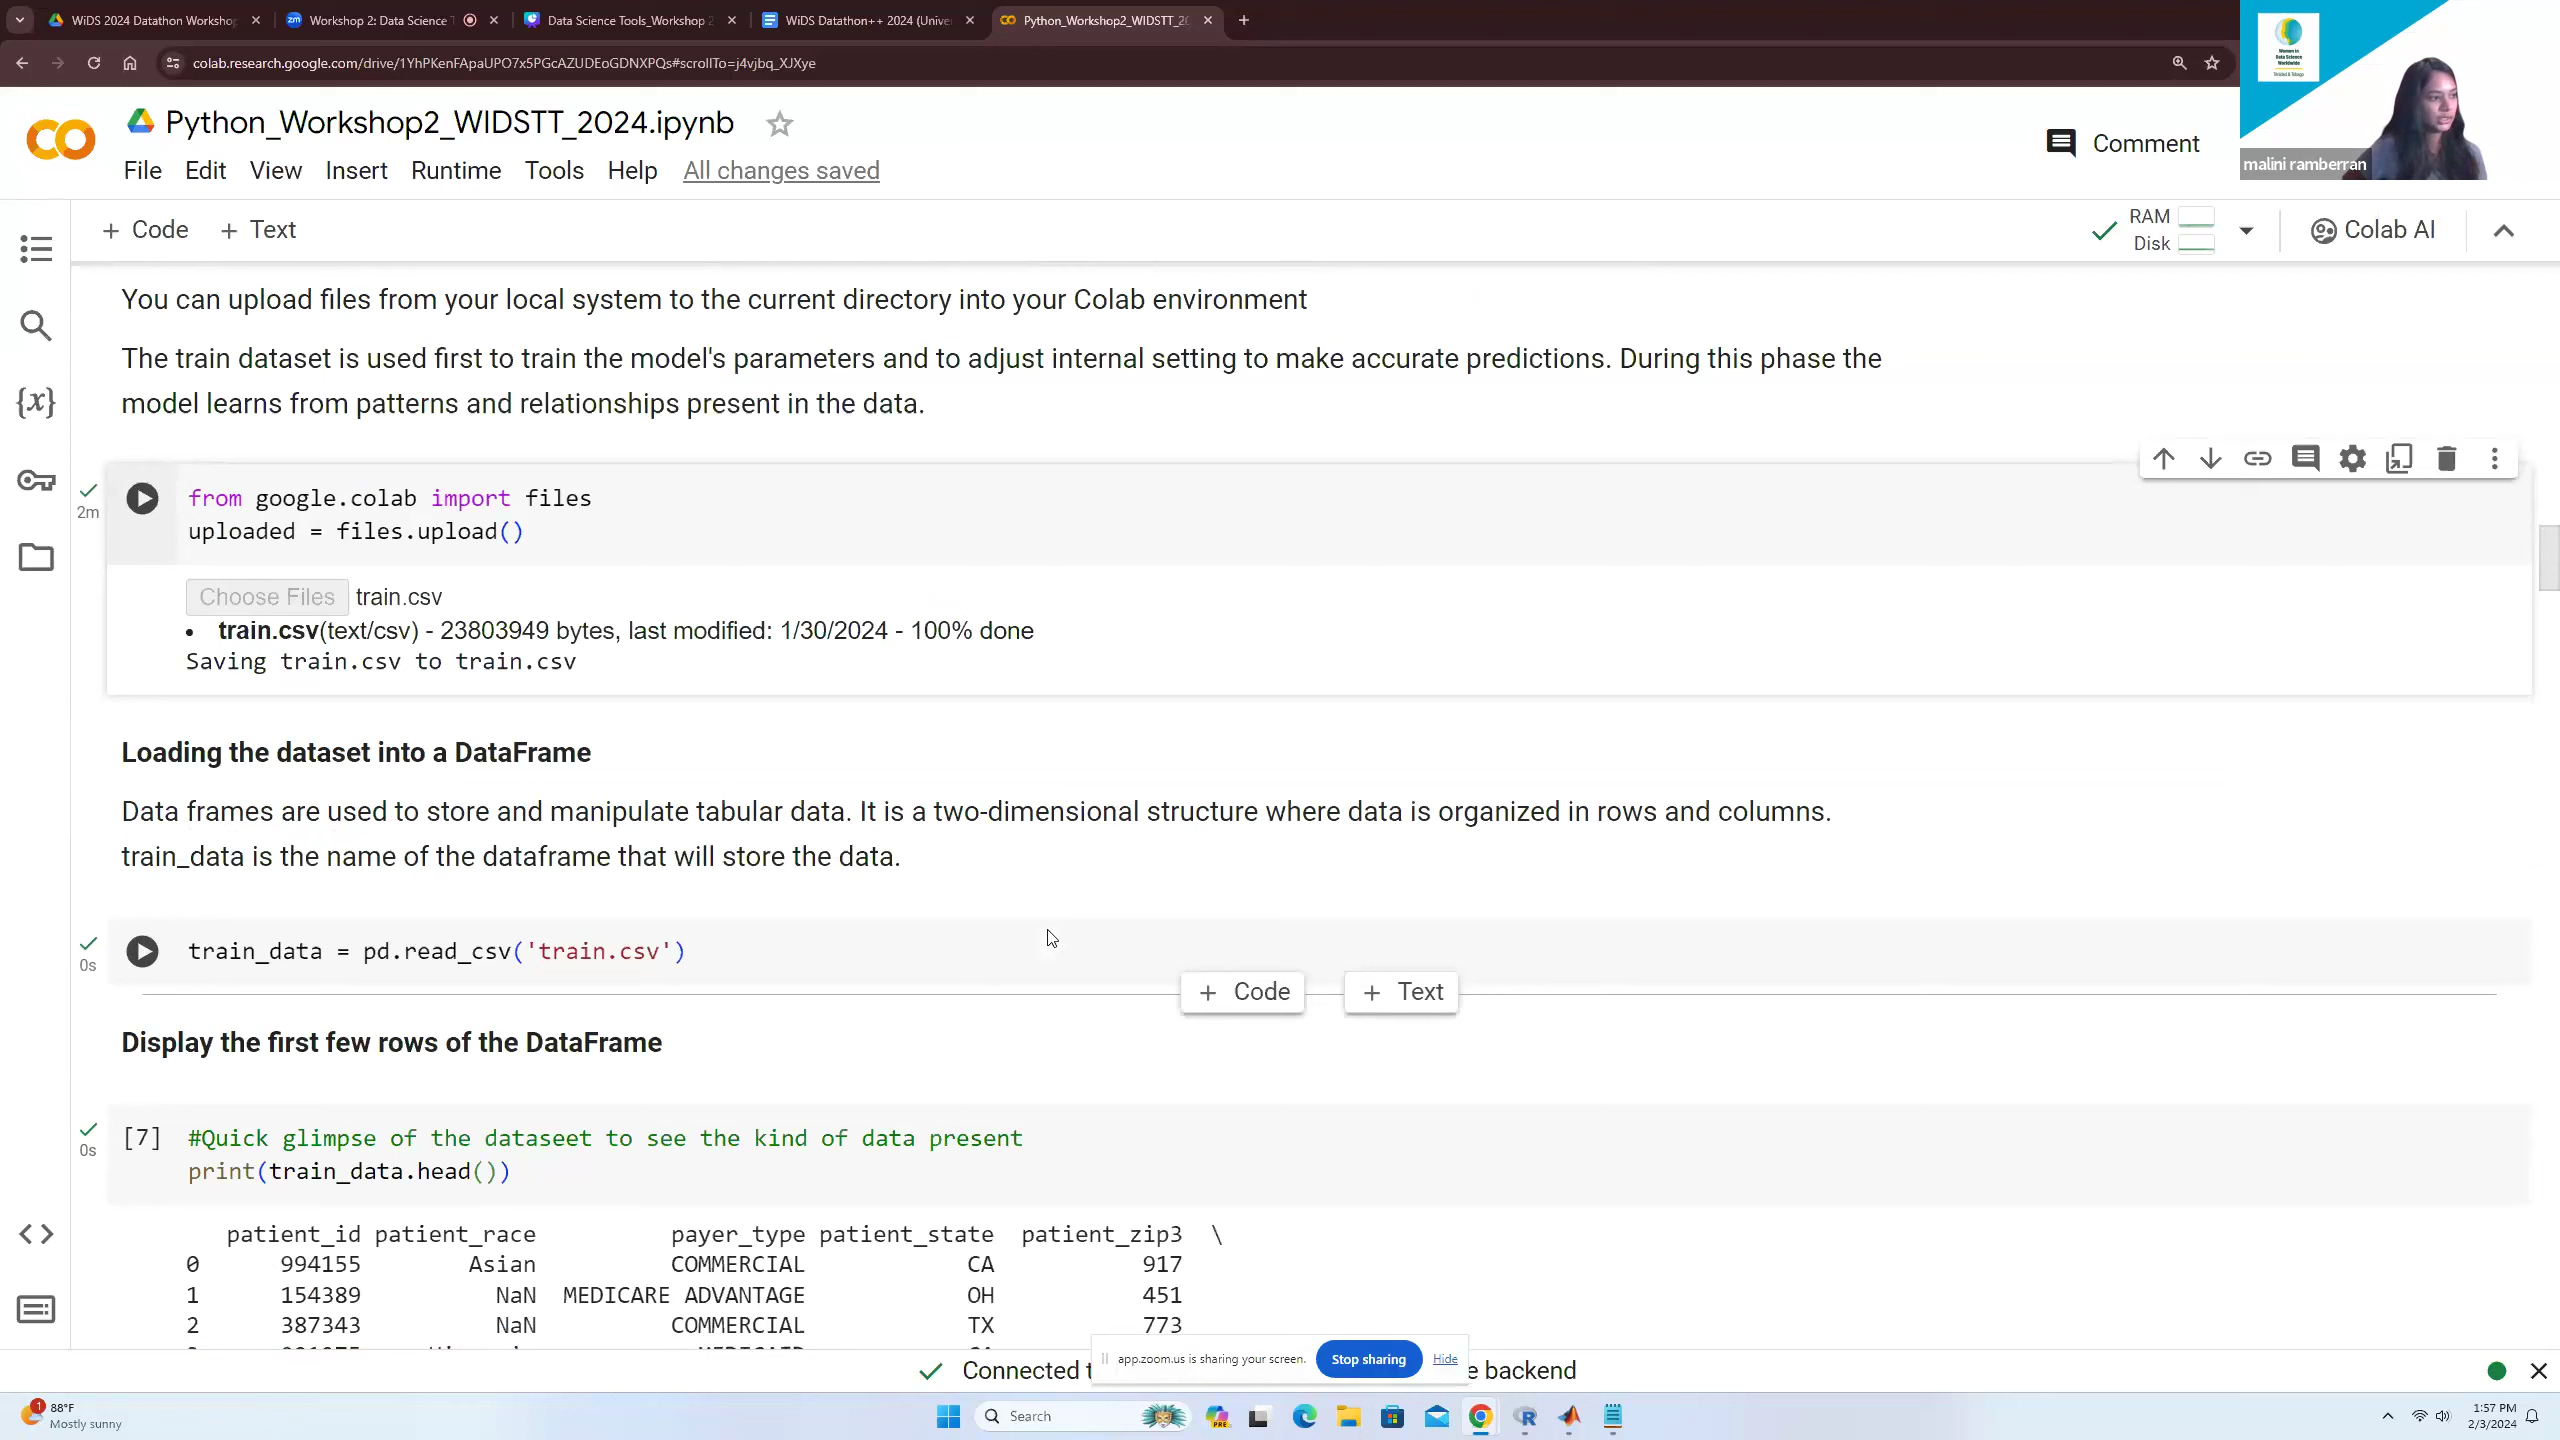 WiDS 2024 Datathon Worksho
Workshop 2: Data Science T
Data Science Tools_Workshop 2
WiDS Datathon++ 2024 (Unive
Python_Workshop2_WIDSTT_20
colab.research.google.com/drive/1YhPKenFApaUPO7x5PGcAZUDEoGDNXPQs#scrollTo=j4vjbq_XJXye
Women in
Data Science
Worldwide
Trinidad & Tobago
malini ramberran
Python_Workshop2_WIDSTT_2024.ipynb
Comment
File Edit View Insert Runtime Tools Help All changes saved
+ Code + Text
RAM
Disk
Colab AI
You can upload files from your local system to the current directory into your Colab environment
The train dataset is used first to train the model's parameters and to adjust internal setting to make accurate predictions. During this phase the
model learns from patterns and relationships present in the data.
2m
from google.colab import files
uploaded = files.upload()
Choose Files train.csv
• train.csv(text/csv) - 23803949 bytes, last modified: 1/30/2024 - 100% done
Saving train.csv to train.csv
Loading the dataset into a DataFrame
Data frames are used to store and manipulate tabular data. It is a two-dimensional structure where data is organized in rows and columns.
train_data is the name of the dataframe that will store the data.
0s
train_data = pd.read_csv('train.csv')
+ Code + Text
Display the first few rows of the DataFrame
0s
[7] #Quick glimpse of the dataseet to see the kind of data present
print(train_data.head())
patient_id patient_race payer_type patient_state patient_zip3 \
0 994155 Asian COMMERCIAL CA 917
1 154389 NaN MEDICARE ADVANTAGE OH 451
2 387343 NaN COMMERCIAL TX 773
app.zoom.us is sharing your screen. Stop sharing Hide
Connected t
e backend
88°F
Mostly sunny
Search
PRE
1:57 PM
2/3/2024